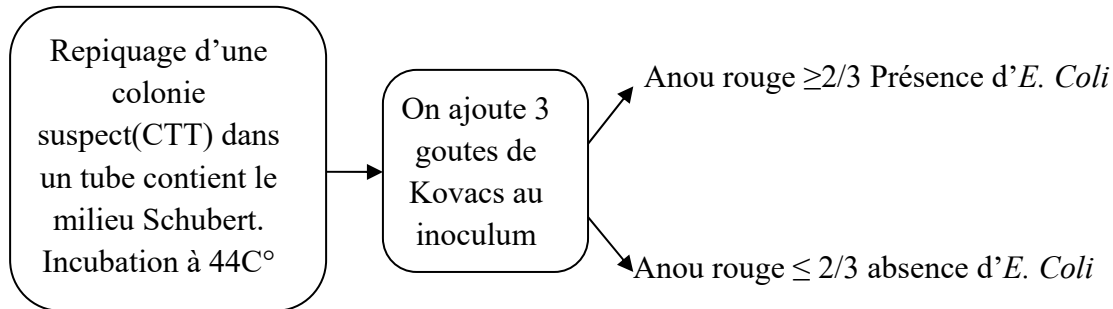 Repiquage d’une
colonie
suspect(CTT) dans
un tube contient le
milieu Schubert.
Incubation à 44C°
On ajoute 3
goutes de
Kovacs au
inoculum
Anou rouge ≥2/3 Présence d’E. Coli
Anou rouge ≤ 2/3 absence d’E. Coli